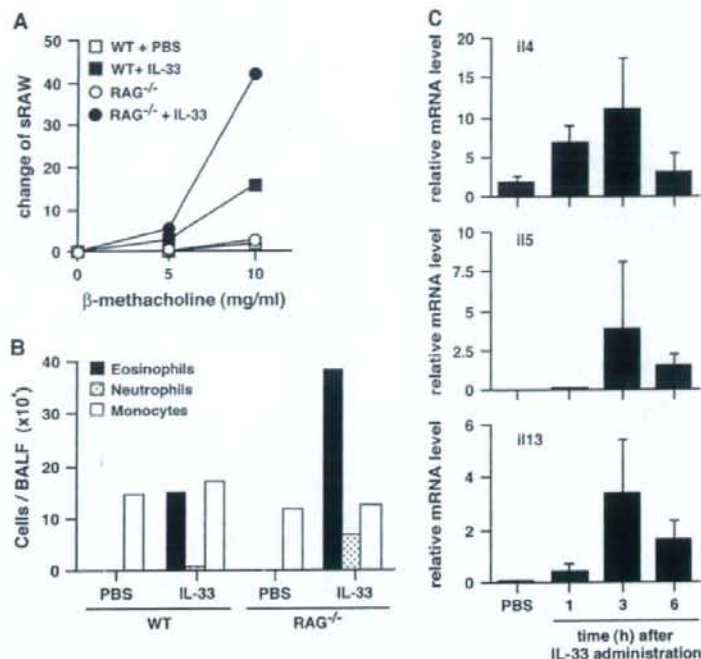 A
WT + PBS
WT+ IL-33
RAG-/-
RAG-/- + IL-33
change of sRAW
50
40
30
20
10
0
0
5
10
β-methacholine (mg/ml)
B
Eosinophils
Neutrophils
Monocytes
Cells / BALF (x10⁴)
40
30
20
10
0
PBS
IL-33
PBS
IL-33
WT
RAG-/-
C
il4
relative mRNA level
20
15
10
5
0
il5
relative mRNA level
10
7.5
5
2.5
0
il13
relative mRNA level
6
4
2
0
PBS
1
3
6
time (h) after
IL-33 administration